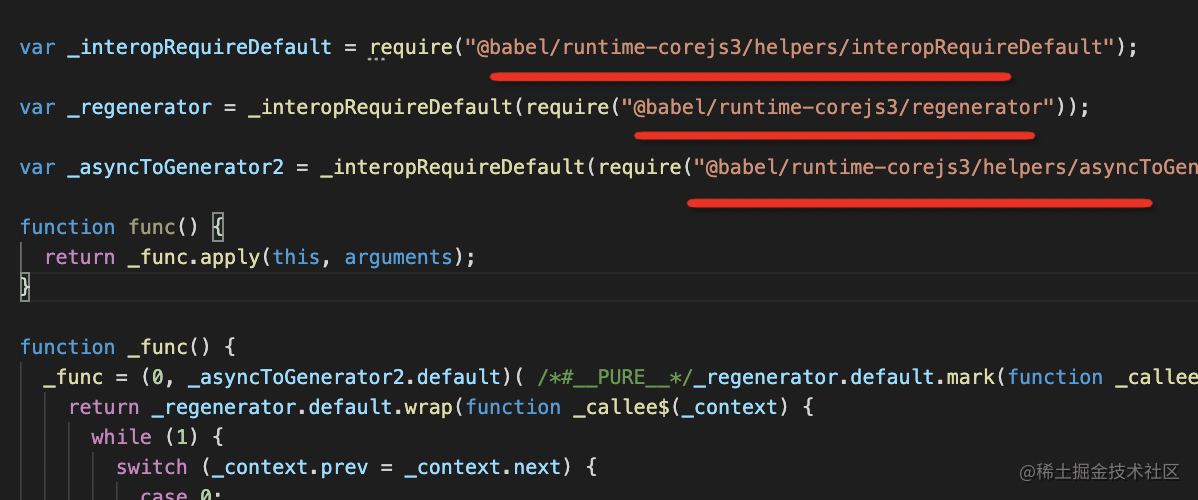 var _interopRequireDefault = require("@babel/runtime-corejs3/helpers/interopRequireDefault");
var _regenerator = _interopRequireDefault(require("@babel/runtime-corejs3/regenerator"));
var _asyncToGenerator2 = _interopRequireDefault(require("@babel/runtime-corejs3/helpers/asyncToGen
function func() {
return _func.apply(this, arguments);
}
function _func() {
_func = (0, _asyncToGenerator2.default)( /*#__PURE__*/_regenerator.default.mark(function _callee
return _regenerator.default.wrap(function _callee$(_context) {
while (1) {
switch (_context.prev = _context.next) {
case 0:
@稀土掘金技术社区